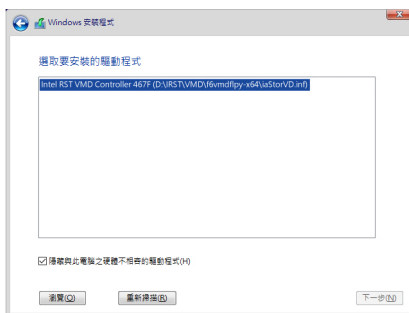 Windows 安裝程式
選取要安裝的驅動程式
Intel RST VMD Controller 467F (D:\IRST\VMD\f6vmdflpy-x64\iaStorVD.inf)
隱藏與此電腦之硬體不相容的驅動程式(H)
瀏覽(O) 重新掃描(R) 下一步(N)